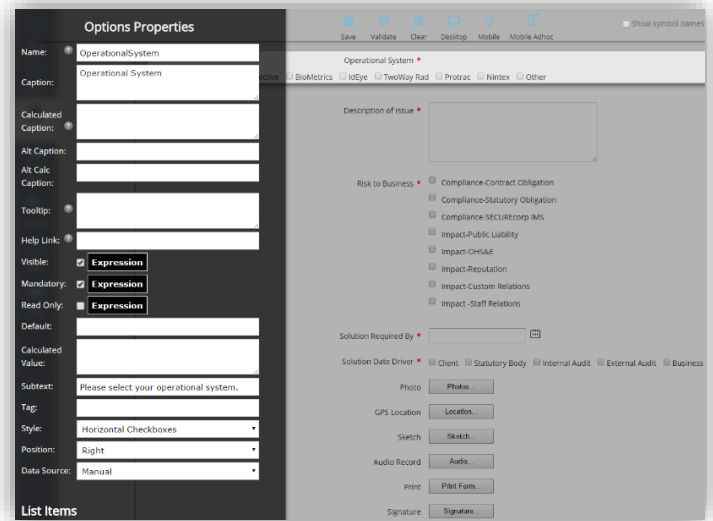 Options Properties
Name: ? OperationalSystem
Caption: Operational System
Calculated
Caption: ?
Alt Caption:
Alt Calc
Caption:
Tooltip: ?
Help Link: ?
Visible: Expression
Mandatory: Expression
Read Only: Expression
Default:
Calculated
Value:
Subtext: Please select your operational system.
Tag:
Style: Horizontal Checkboxes
Position: Right
Data Source: Manual
List Items
Save Validate Clear Desktop Mobile Mobile Adhoc
Show symbol names
Operational System *
ective BioMetrics IdEye TwoWay Rad Protrac Nintex Other
Description of Issue *
Risk to Business * Compliance-Contract Obligation
Compliance-Statutory Obligation
Compliance-SECUREcorp IMS
Impact-Public Liability
Impact-OHS&E
Impact-Reputation
Impact-Custom Relations
Impact -Staff Relations
Solution Required By *
Solution Date Driver * Client Statutory Body Internal Audit External Audit Business
Photo Photos...
GPS Location Location...
Sketch Sketch...
Audio Record Audio...
Print Print Form...
Signature Signature...